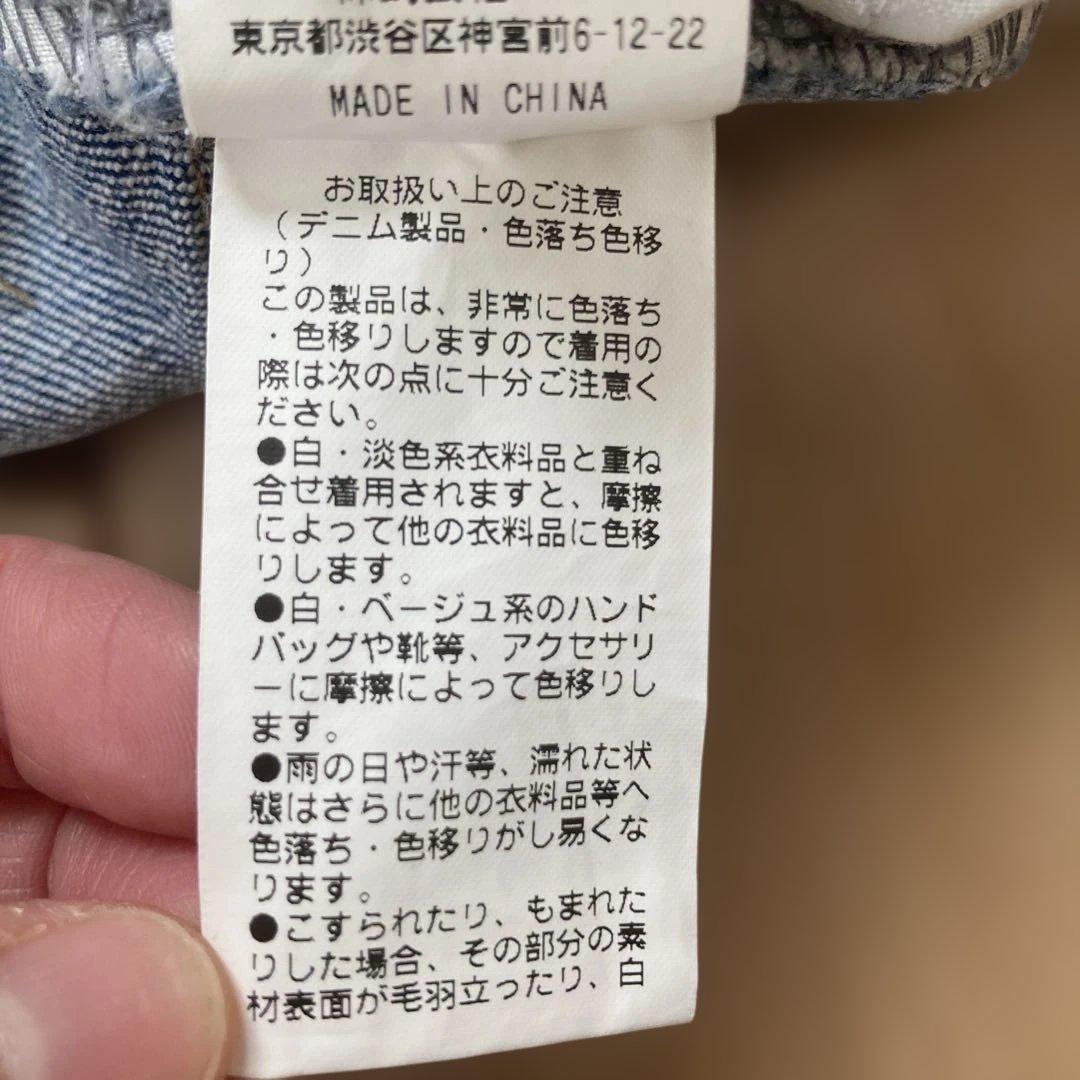 東京都渋谷区神宮前6-12-22
MADE IN CHINA
お取扱い上のご注意
（デニム製品・色落ち色移
り）
この製品は、非常に色落ち
・色移りしますので着用の
際は次の点に十分ご注意く
ださい。
●白・淡色系衣料品と重ね
合せ着用されますと、摩擦
によって他の衣料品に色移
りします。
●白・ベージュ系のハンド
バッグや靴等、アクセサリ
ーに摩擦によって色移りし
ます。
●雨の日や汗等、濡れた状
態はさらに他の衣料品等へ
色落ち・色移りがし易くな
ります。
●こすられたり、もまれた
りした場合、その部分の素
材表面が毛羽立ったり、白